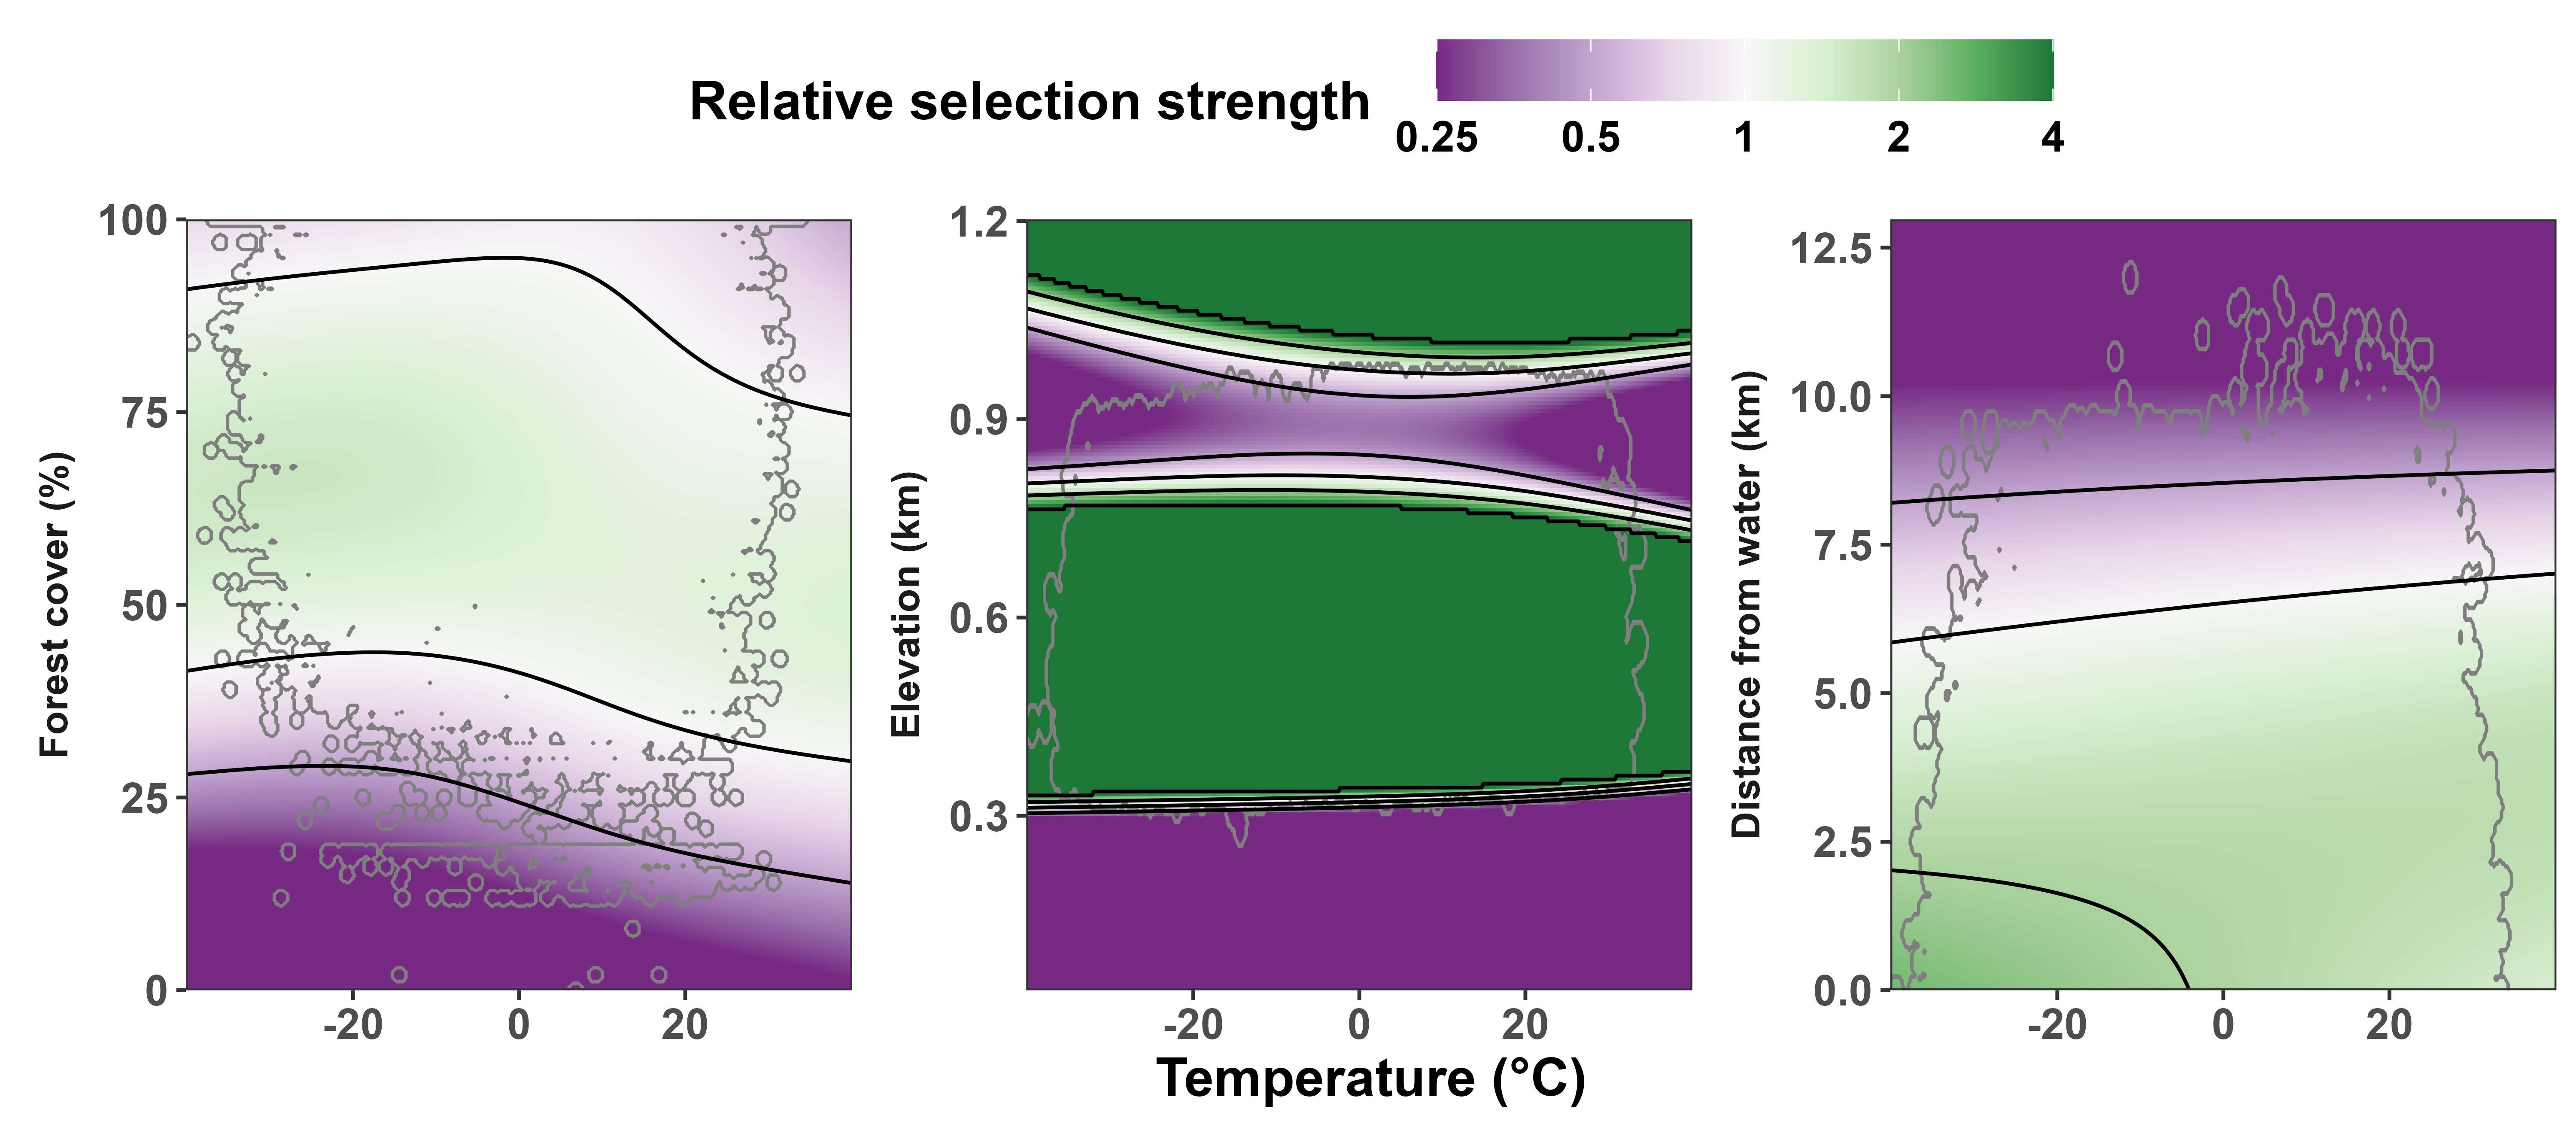 Relative selection strength
0.25 0.5 1 2 4
Forest cover (%)
100
75
50
25
0
-20 0 20
Elevation (km)
1.2
0.9
0.6
0.3
-20 0 20
Distance from water (km)
12.5
10.0
7.5
5.0
2.5
0.0
-20 0 20
Temperature (°C)